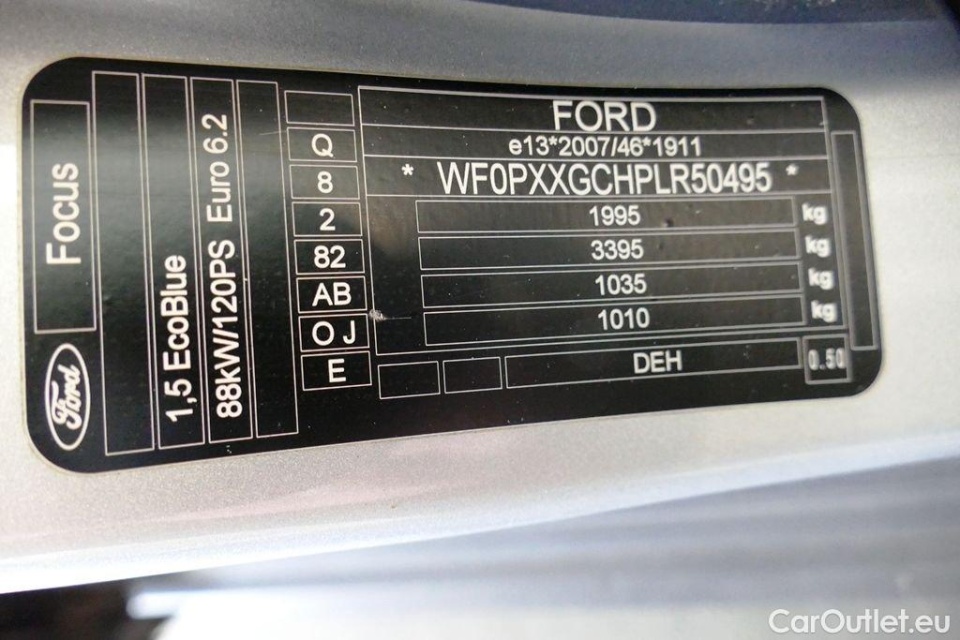 Focus
Ford
1,5 EcoBlue
88kW/120PS Euro 6.2
Q
8
2
82
AB
O J
E
FORD
e13*2007/46*1911
* WF0PXXGCHPLR50495 *
1995 kg
3395 kg
1035 kg
1010 kg
DEH
0.50
CarOutlet.eu